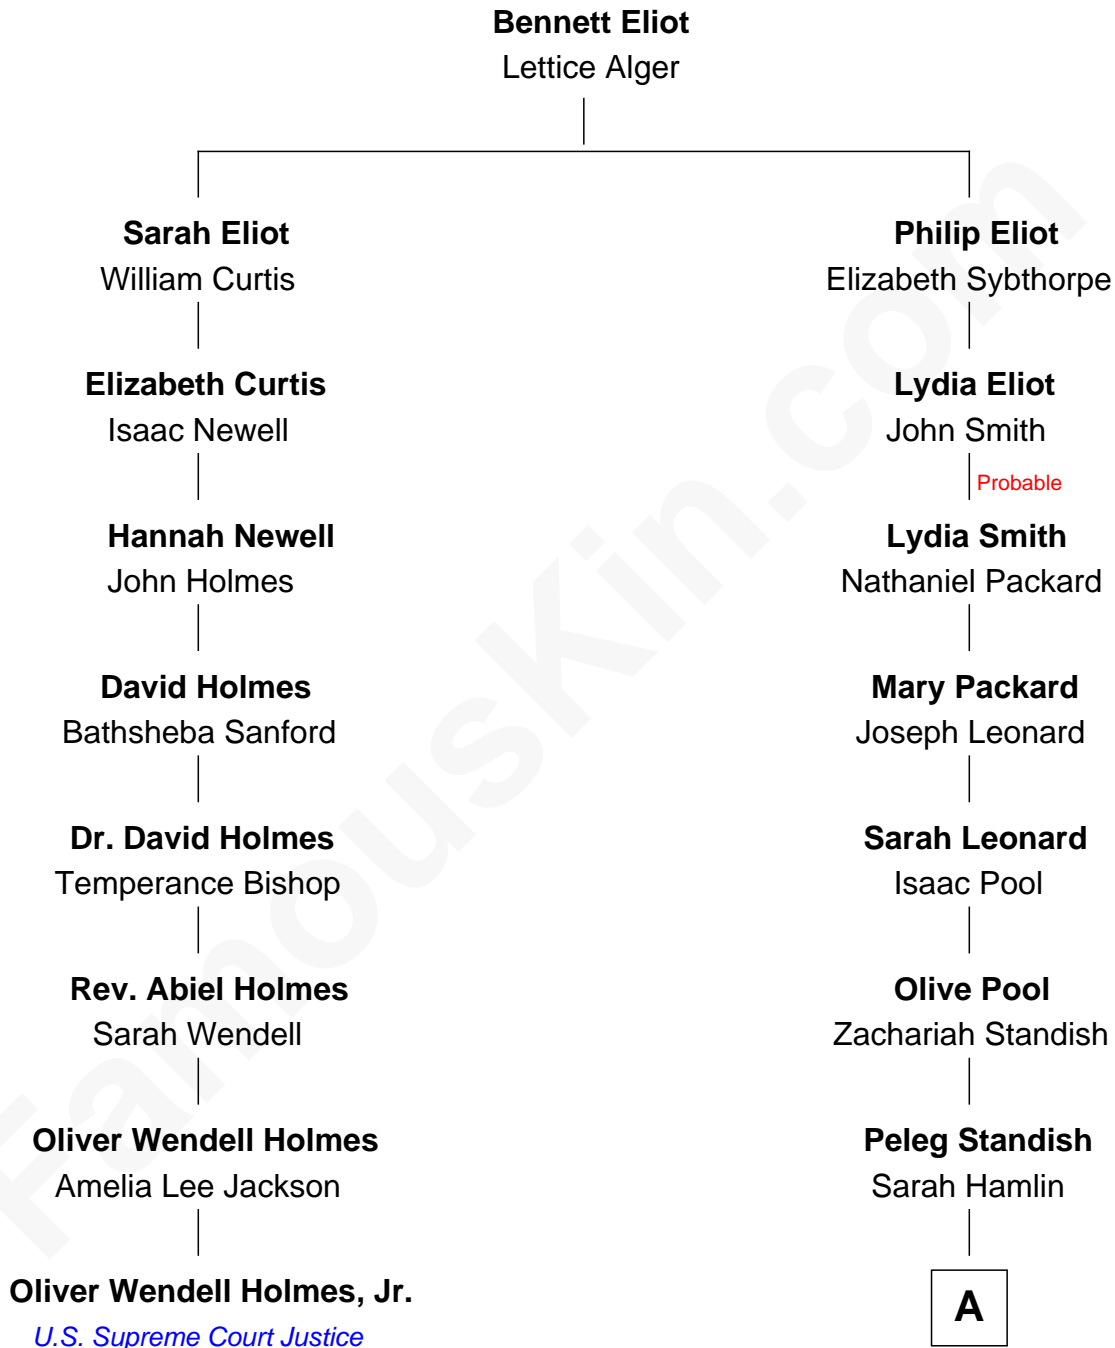 Bennett Eliot
Lettice Alger
Sarah Eliot
William Curtis
Philip Eliot
Elizabeth Sybthorpe
Elizabeth Curtis
Isaac Newell
Lydia Eliot
John Smith
Probable
Hannah Newell
John Holmes
Lydia Smith
Nathaniel Packard
David Holmes
Bathsheba Sanford
Mary Packard
Joseph Leonard
Dr. David Holmes
Temperance Bishop
Sarah Leonard
Isaac Pool
Rev. Abiel Holmes
Sarah Wendell
Olive Pool
Zachariah Standish
Oliver Wendell Holmes
Amelia Lee Jackson
Peleg Standish
Sarah Hamlin
Oliver Wendell Holmes, Jr.
U.S. Supreme Court Justice
A
FamousKin.com